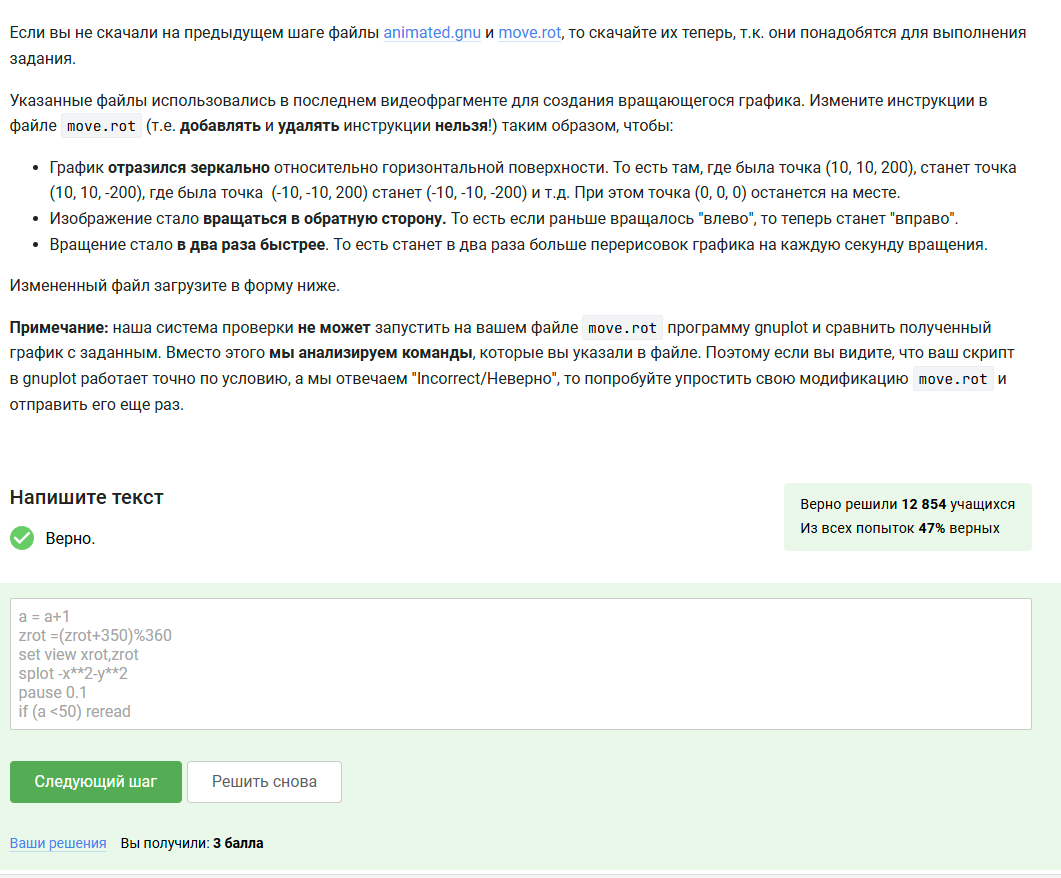 Если вы не скачали на предыдущем шаге файлы animated.gnu и move.rot, то скачайте их теперь, т.к. они понадобятся для выполнения
задания.
Указанные файлы использовались в последнем видеофрагменте для создания вращающегося графика. Измените инструкции в
файле move.rot (т.е. добавлять и удалять инструкции нельзя!) таким образом, чтобы:
• График отразился зеркально относительно горизонтальной поверхности. То есть там, где была точка (10, 10, 200), станет точка
(10, 10, -200), где была точка (-10, -10, 200) станет (-10, -10, -200) и т.д. При этом точка (0, 0, 0) останется на месте.
• Изображение стало вращаться в обратную сторону. То есть если раньше вращалось "влево", то теперь станет "вправо".
• Вращение стало в два раза быстрее. То есть станет в два раза больше перерисовок графика на каждую секунду вращения.
Измененный файл загрузите в форму ниже.
Примечание: наша система проверки не может запустить на вашем файле move.rot программу gnuplot и сравнить полученный
график с заданным. Вместо этого мы анализируем команды, которые вы указали в файле. Поэтому если вы видите, что ваш скрипт
в gnuplot работает точно по условию, а мы отвечаем "Incorrect/Неверно", то попробуйте упростить свою модификацию move.rot и
отправить его еще раз.
Напишите текст
Верно решили 12 854 учащихся
Из всех попыток 47% верных
Верно.
a = a+1
zrot =(zrot+350)%360
set view xrot,zrot
splot -x**2-y**2
pause 0.1
if (a <50) reread
Следующий шаг
Решить снова
Ваши решения Вы получили: 3 балла